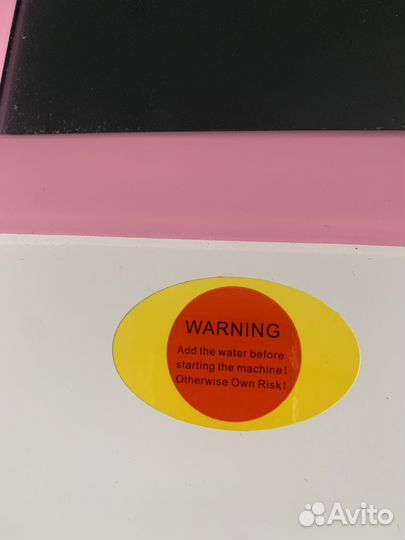 WARNING
Add the water before
starting the machine!
Otherwise Own Risk!
Avito